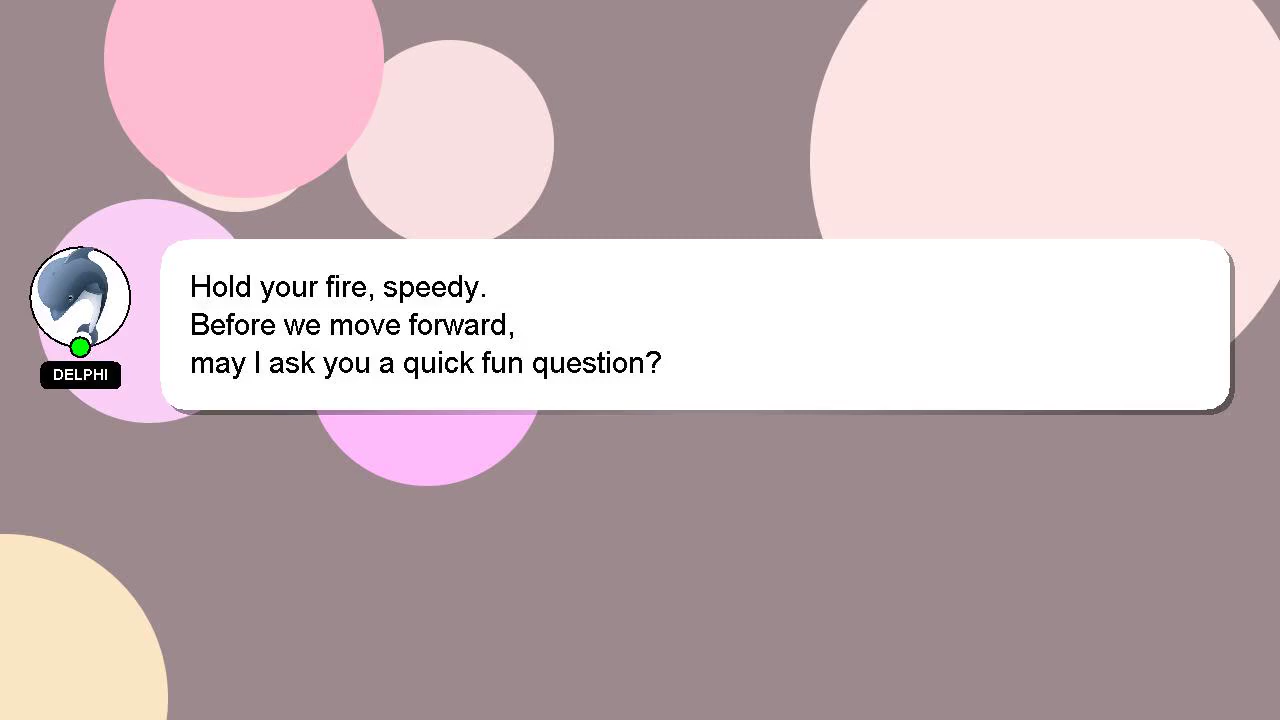 Hold your fire, speedy.
Before we move forward,
may I ask you a quick fun question?
DELPHI